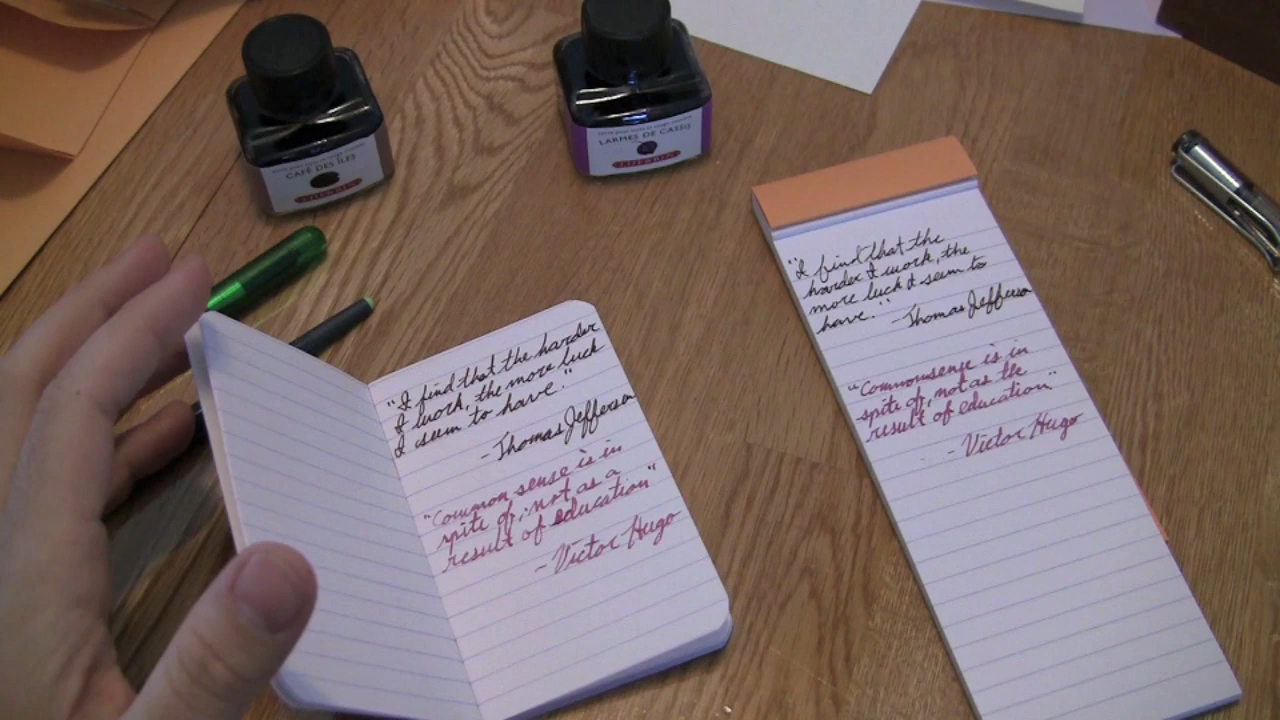 CAFÉ DES ÎLES
J. HERBIN
LARMES DE CASSIS
J. HERBIN
"I find that the harder
I work, the more luck
I seem to have."
-Thomas Jefferson
"Common sense is in
spite of, not as a
result of education"
-Victor Hugo
"I find that the
harder I work, the
more luck I seem to
have."
-Thomas Jefferson
"Commonsense is in
spite of, not as the
result of education"
-Victor Hugo